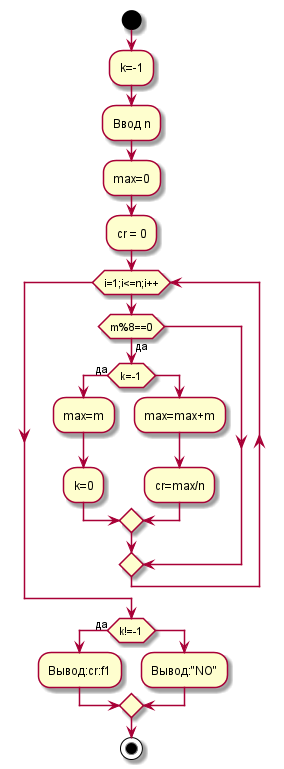 k=-1
Ввод n
max=0
cr = 0
i=1;i<=n;i++
m%8==0
да
да
k=-1
max=m
max=max+m
k=0
cr=max/n
да
k!=-1
Вывод:cr:f1
Вывод:"NO"